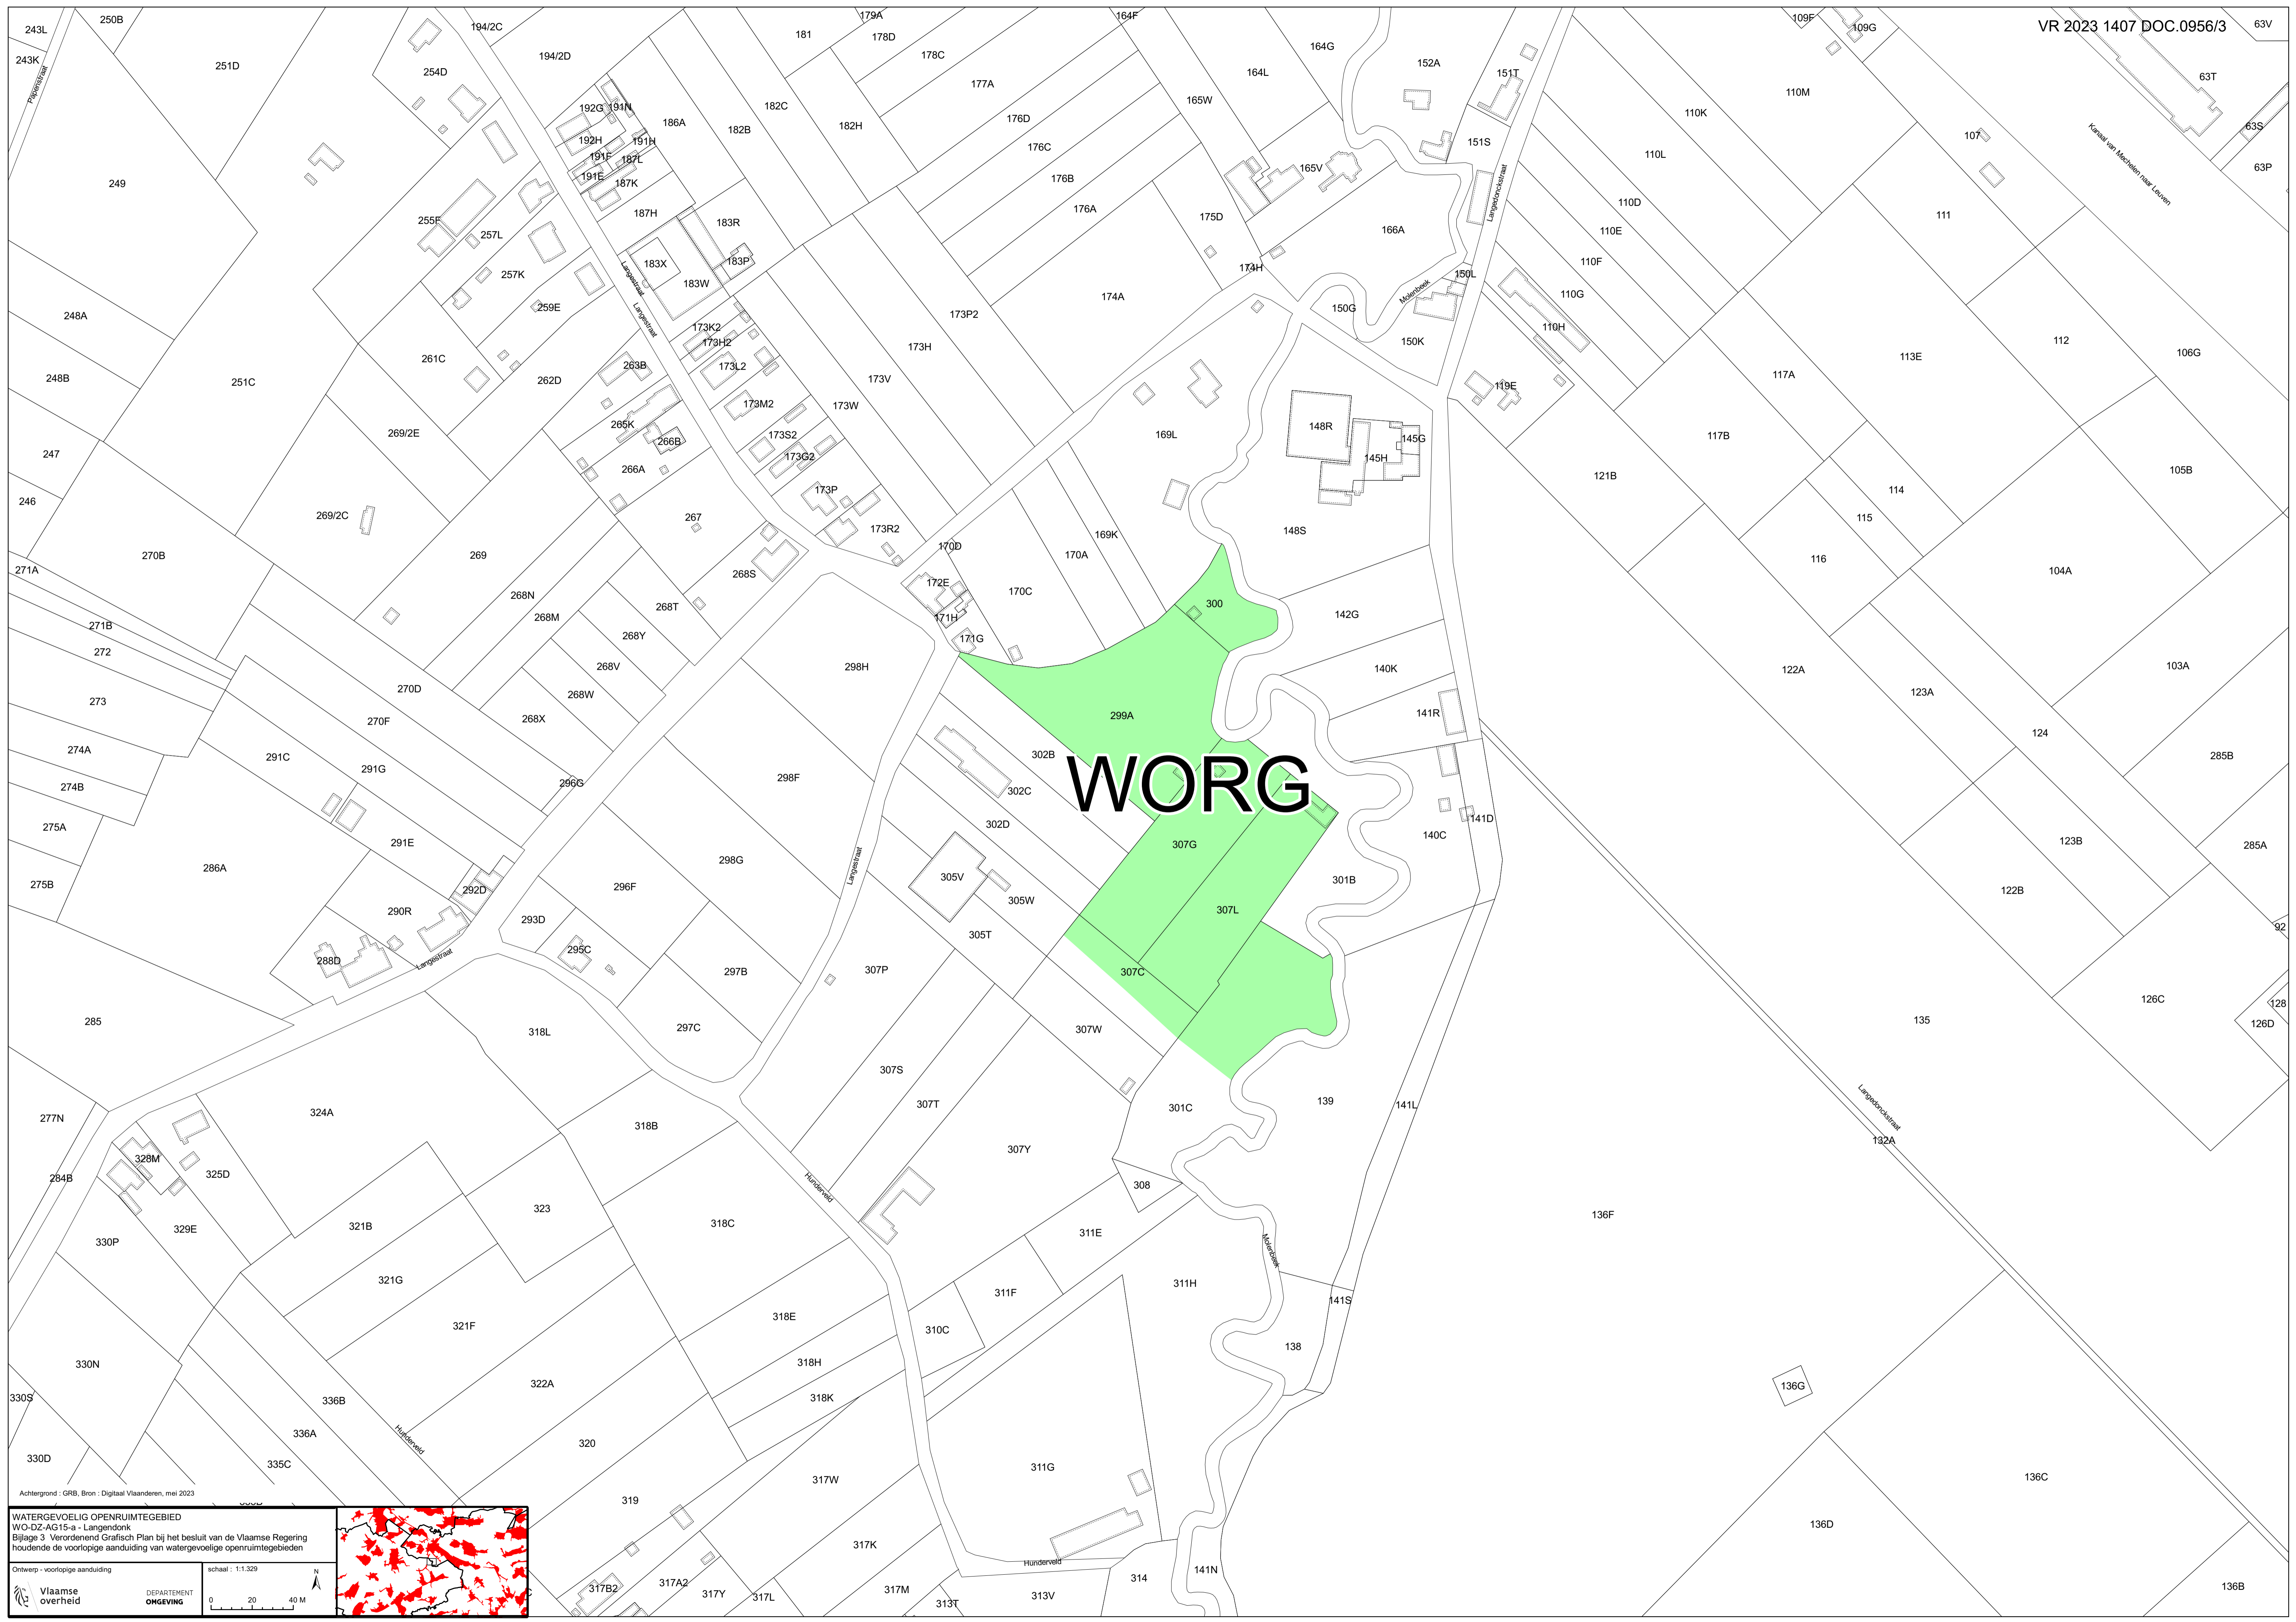 VR 2023 1407 DOC.0956/3
243L
250B
194/2C
179A
164F
109F
109G
63V
243K
251D
254D
194/2D
181
178D
178C
164G
152A
151T
63T
Papenstraat
192G
191N
182C
177A
164L
165W
110K
110M
192H
186A
182B
182H
176D
151S
107
63S
191F
191H
187L
176C
110L
Kanaal van Mechelen naar Leuven
63P
249
191E
187K
176B
165V
Langedonckstraat
255F
187H
183R
176A
175D
166A
110D
111
257L
110E
257K
Langestraat
183X
183P
183W
174H
150L
110F
259E
174A
Molenbeek
110G
248A
Langestraat
173K2
173P2
150G
110H
261C
173H2
173H
150K
113E
112
106G
248B
251C
262D
263B
173L2
173V
119E
117A
269/2E
265K
173M2
173W
266B
173S2
169L
148R
145G
117B
247
266A
173G2
145H
105B
246
173P
121B
114
269/2C
267
173R2
148S
115
270B
269
170D
170A
169K
116
271A
268S
172E
170C
104A
268N
268T
300
268M
171H
142G
271B
268Y
171G
272
298H
268V
140K
122A
103A
270D
268W
123A
273
270F
268X
299A
141R
274A
291C
302B
124
291G
298F
285B
274B
296G
WORG
302C
275A
302D
141D
291E
307G
140C
123B
285A
286A
298G
Langestraat
275B
292D
296F
305V
301B
122B
290R
293D
305W
307L
288D
Langestraat
295C
305T
92
297B
307P
307C
126C
128
285
318L
297C
307W
135
126D
307S
277N
324A
307T
301C
139
141L
Langedonckstraat
318B
132A
328M
325D
307Y
284B
Hunderveld
308
329E
321B
323
318C
136F
330P
311E
Molenbeek
321G
311H
311F
318E
321F
310C
141S
330N
318H
138
322A
136G
330S
336B
318K
336A
Hunderveld
320
330D
335C
311G
317W
136C
Achtergrond : GRB, Bron : Digitaal Vlaanderen, mei 2023
319
136D
317K
Hunderveld
317B2
317A2
317Y
317L
317M
313T
313V
314
141N
136B
WATERGEVOELIG OPENRUIMTEGEBIED
WO-DZ-AG15-a - Langendonk
Bijlage 3 Verordenend Grafisch Plan bij het besluit van de Vlaamse Regering
houdende de voorlopige aanduiding van watergevoelige openruimtegebieden
Ontwerp - voorlopige aanduiding
schaal : 1:1.329
N
Vlaamse
overheid
DEPARTEMENT
OMGEVING
0 20 40 M